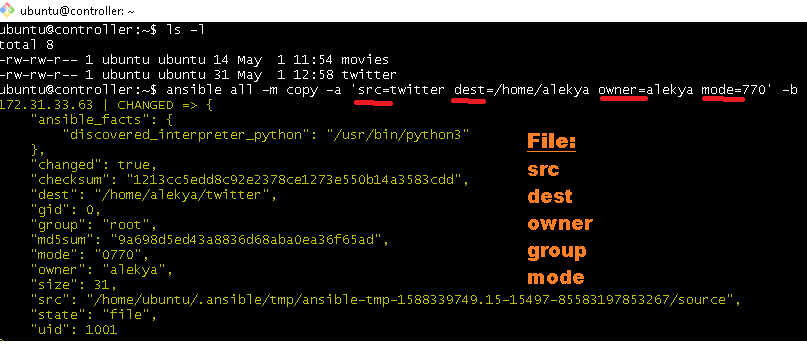 ubuntu@controller: ~
ubuntu@controller:~$ ls -l
total 8
-rw-rw-r-- 1 ubuntu ubuntu 14 May  1 11:54 movies
-rw-rw-r-- 1 ubuntu ubuntu 31 May  1 12:58 twitter
ubuntu@controller:~$ ansible all -m copy -a 'src=twitter dest=/home/alekya owner=alekya mode=770' -b
172.31.33.63 | CHANGED => {
    "ansible_facts": {
        "discovered_interpreter_python": "/usr/bin/python3"
    },
    "changed": true,
    "checksum": "1213cc5edd8c92e2378ce1273e550b14a3583cdd",
    "dest": "/home/alekya/twitter",
    "gid": 0,
    "group": "root",
    "md5sum": "9a698d5ed43a8836d68aba0ea36f65ad",
    "mode": "0770",
    "owner": "alekya",
    "size": 31,
    "src": "/home/ubuntu/.ansible/tmp/ansible-tmp-1588339749.15-15497-85583197853267/source",
    "state": "file",
    "uid": 1001
File:
src
dest
owner
group
mode